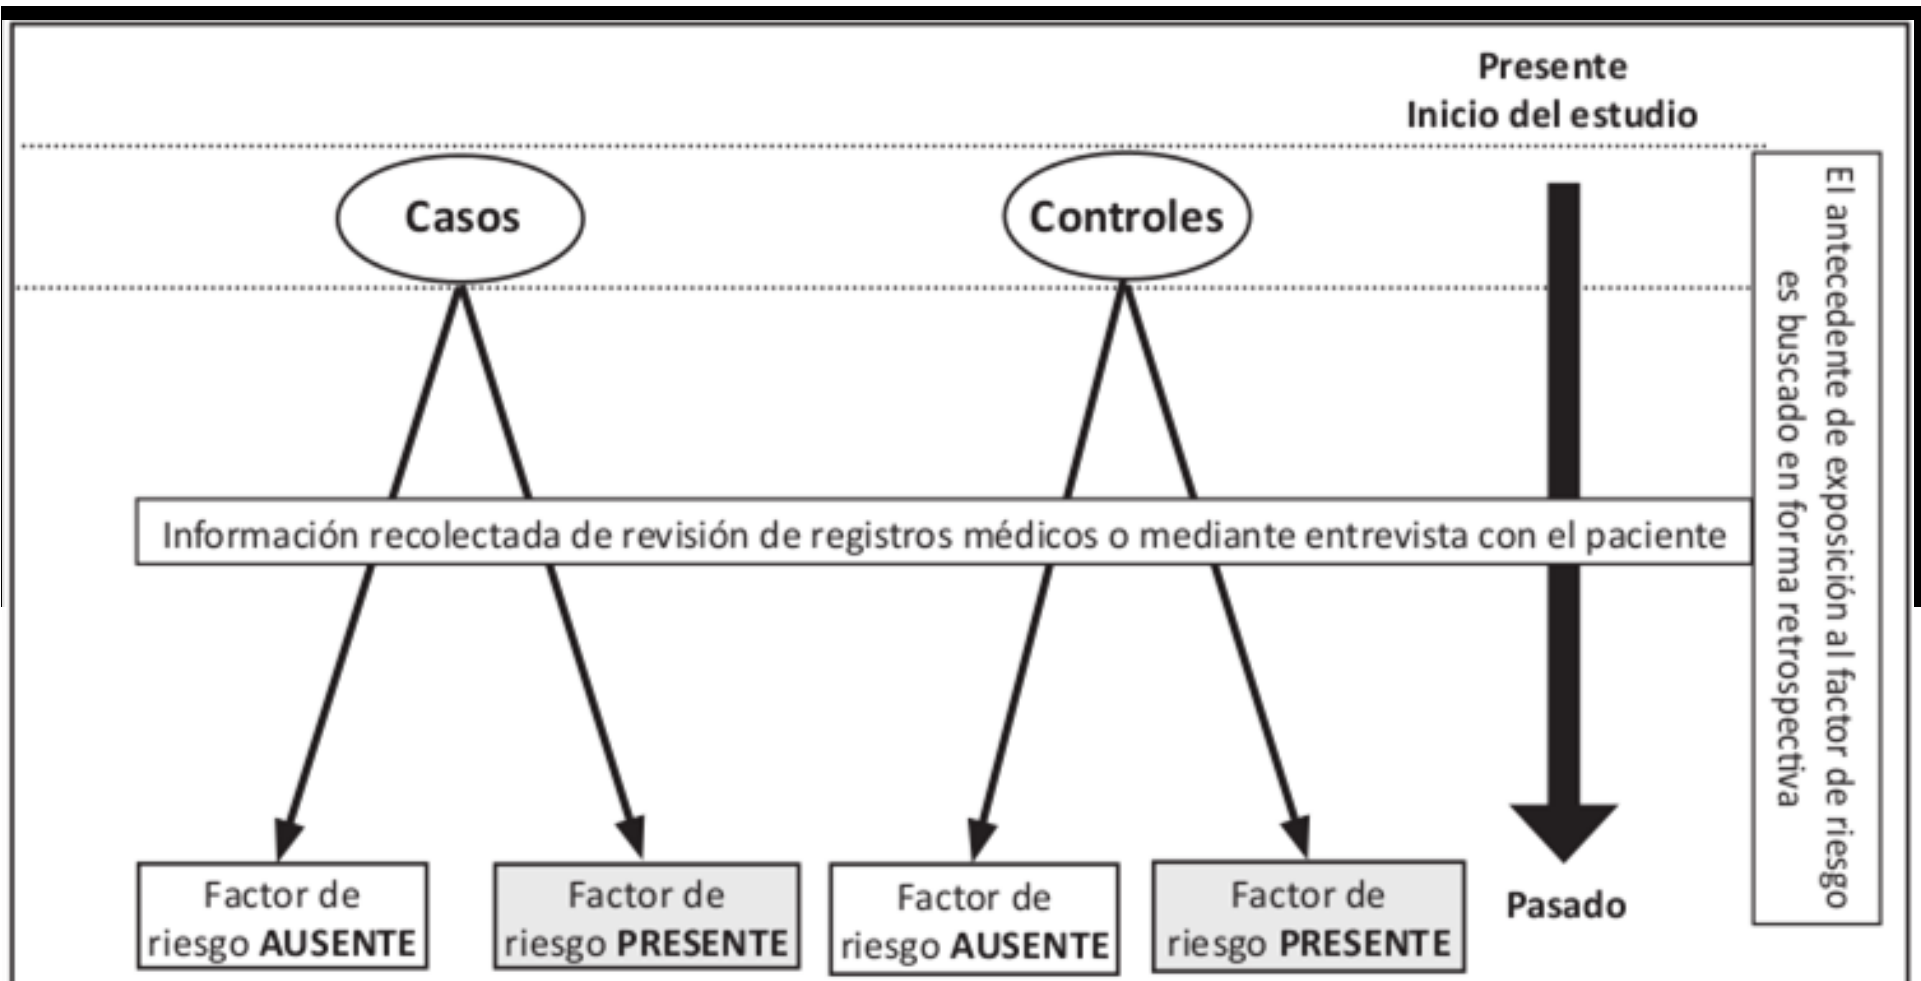 Presente
Inicio del estudio
Casos
Controles
El antecedente de exposición al factor de riesgo
es buscado en forma retrospectiva
Información recolectada de revisión de registros médicos o mediante entrevista con el paciente
Factor de
riesgo AUSENTE
Factor de
riesgo PRESENTE
Factor de
riesgo AUSENTE
Factor de
riesgo PRESENTE
Pasado